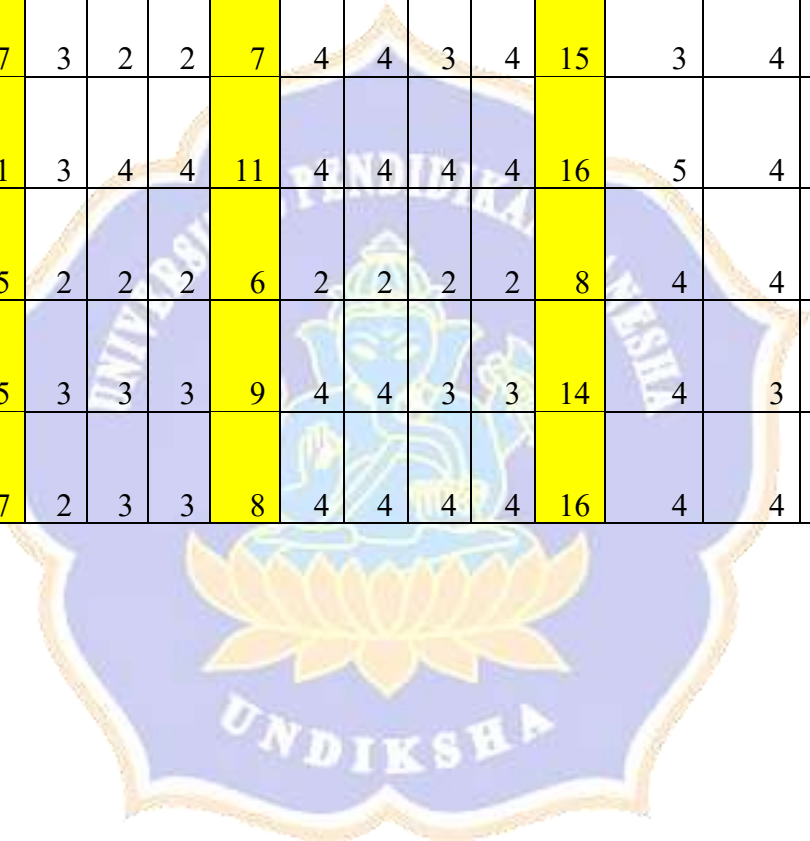 7 3 2 2 7 4 4 3 4 15 3 4
1 3 4 4 11 4 4 4 4 16 5 4
5 2 2 2 6 2 2 2 2 8 4 4
5 3 3 3 9 4 4 3 3 14 4 3
7 2 3 3 8 4 4 4 4 16 4 4
UNDIKSHA